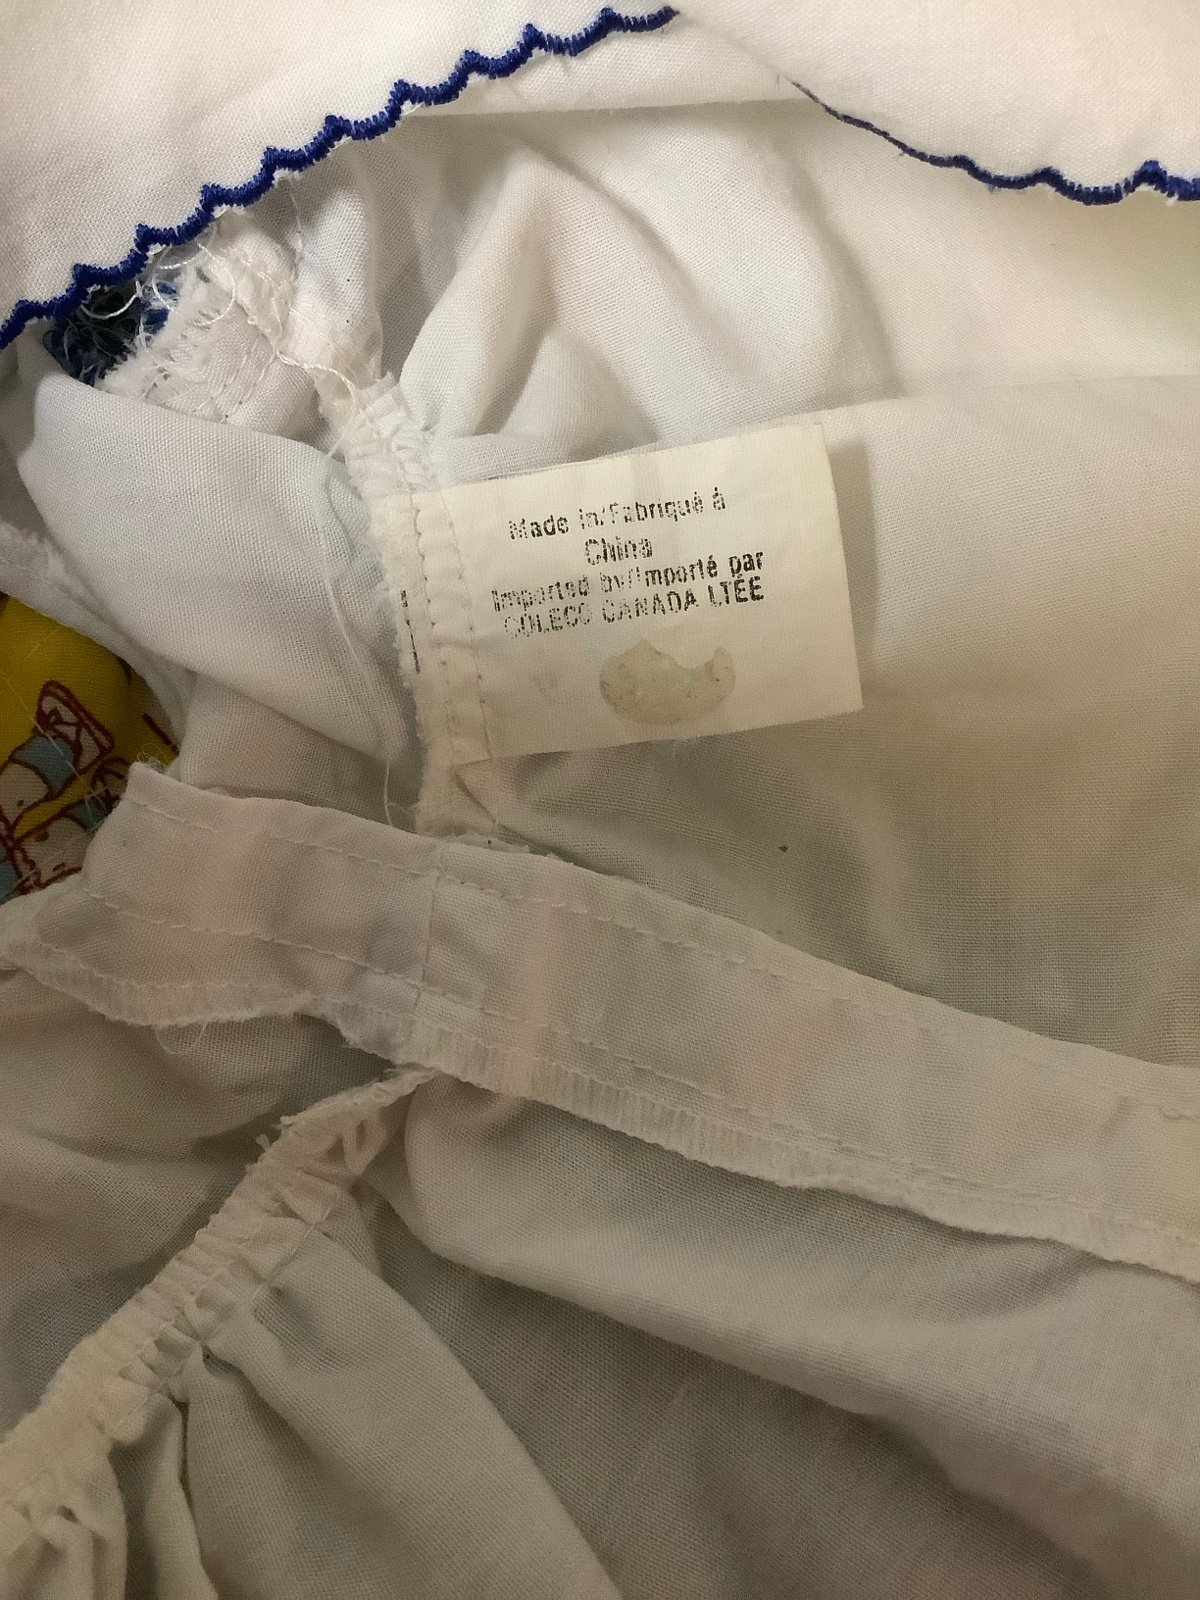 Made in/Fabriqué à
China
Imported by/Importé par
COLECO CANADA LTÉE